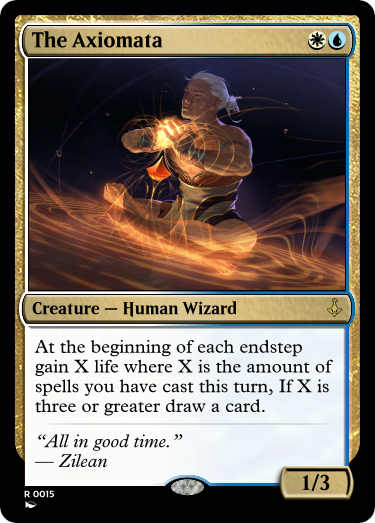 The Axiomata
Creature — Human Wizard
At the beginning of each endstep
gain X life where X is the amount of
spells you have cast this turn, If X is
three or greater draw a card.
“All in good time.”
— Zilean
1/3
R 0015